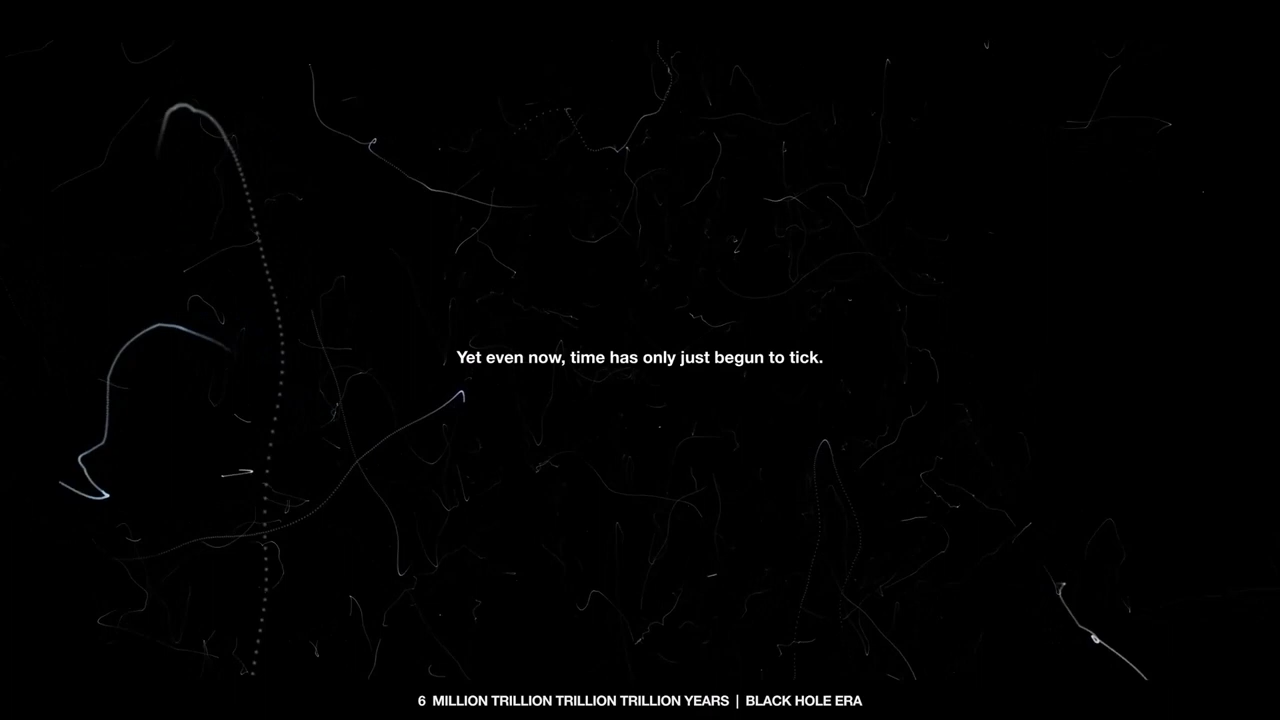 Yet even now, time has only just begun to tick.
6 MILLION TRILLION TRILLION TRILLION YEARS | BLACK HOLE ERA